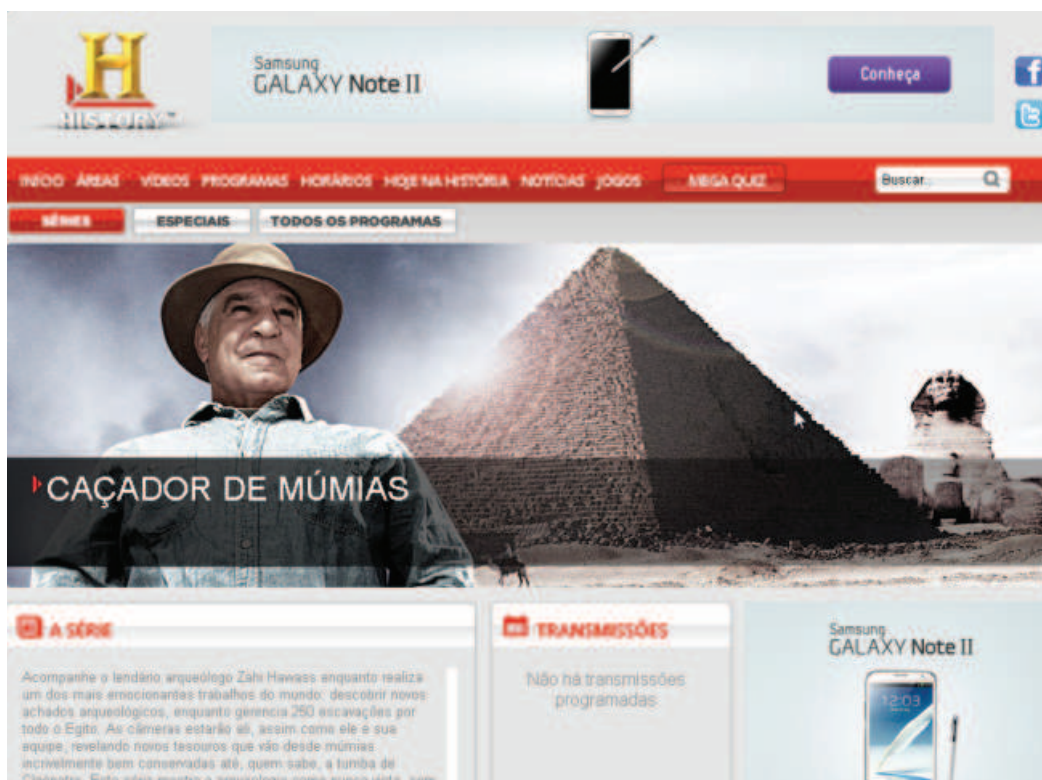 H
HISTORY™
Samsung
GALAXY Note II
Conheça
INÍCIO ÁREAS VÍDEOS PROGRAMAS HORÁRIOS HOJE NA HISTÓRIA NOTÍCIAS JOGOS MEGA QUIZ Buscar...
SÉRIES ESPECIAIS TODOS OS PROGRAMAS
CAÇADOR DE MÚMIAS
A SÉRIE
Acompanhe o lendário arqueólogo Zahi Hawass enquanto realiza
um dos mais emocionantes trabalhos do mundo: descobrir novos
achados arqueológicos, enquanto gerencia 250 escavações por
todo o Egito. As câmeras estarão ali, assim como ele e sua
equipe, revelando novos tesouros que vão desde múmias
incrivelmente bem conservadas até, quem sabe, a tumba de
TRANSMISSÕES
Não há transmissões
programadas
Samsung
GALAXY Note II
12:03